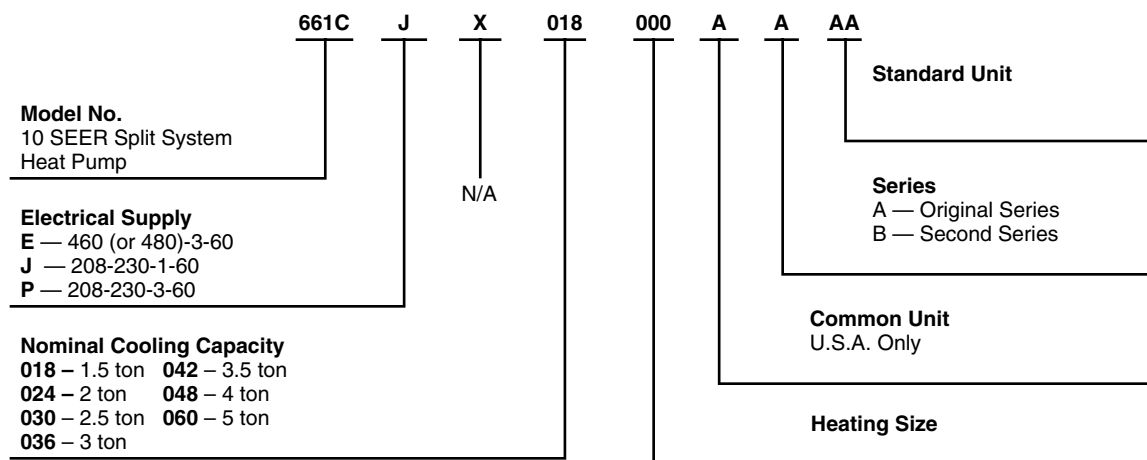 661C J X 018 000 A A AA
Standard Unit
Model No.
10 SEER Split System
Heat Pump
N/A
Series
A — Original Series
B — Second Series
Electrical Supply
E — 460 (or 480)-3-60
J — 208-230-1-60
P — 208-230-3-60
Common Unit
U.S.A. Only
Nominal Cooling Capacity
018 – 1.5 ton 042 – 3.5 ton
024 – 2 ton 048 – 4 ton
030 – 2.5 ton 060 – 5 ton
036 – 3 ton
Heating Size